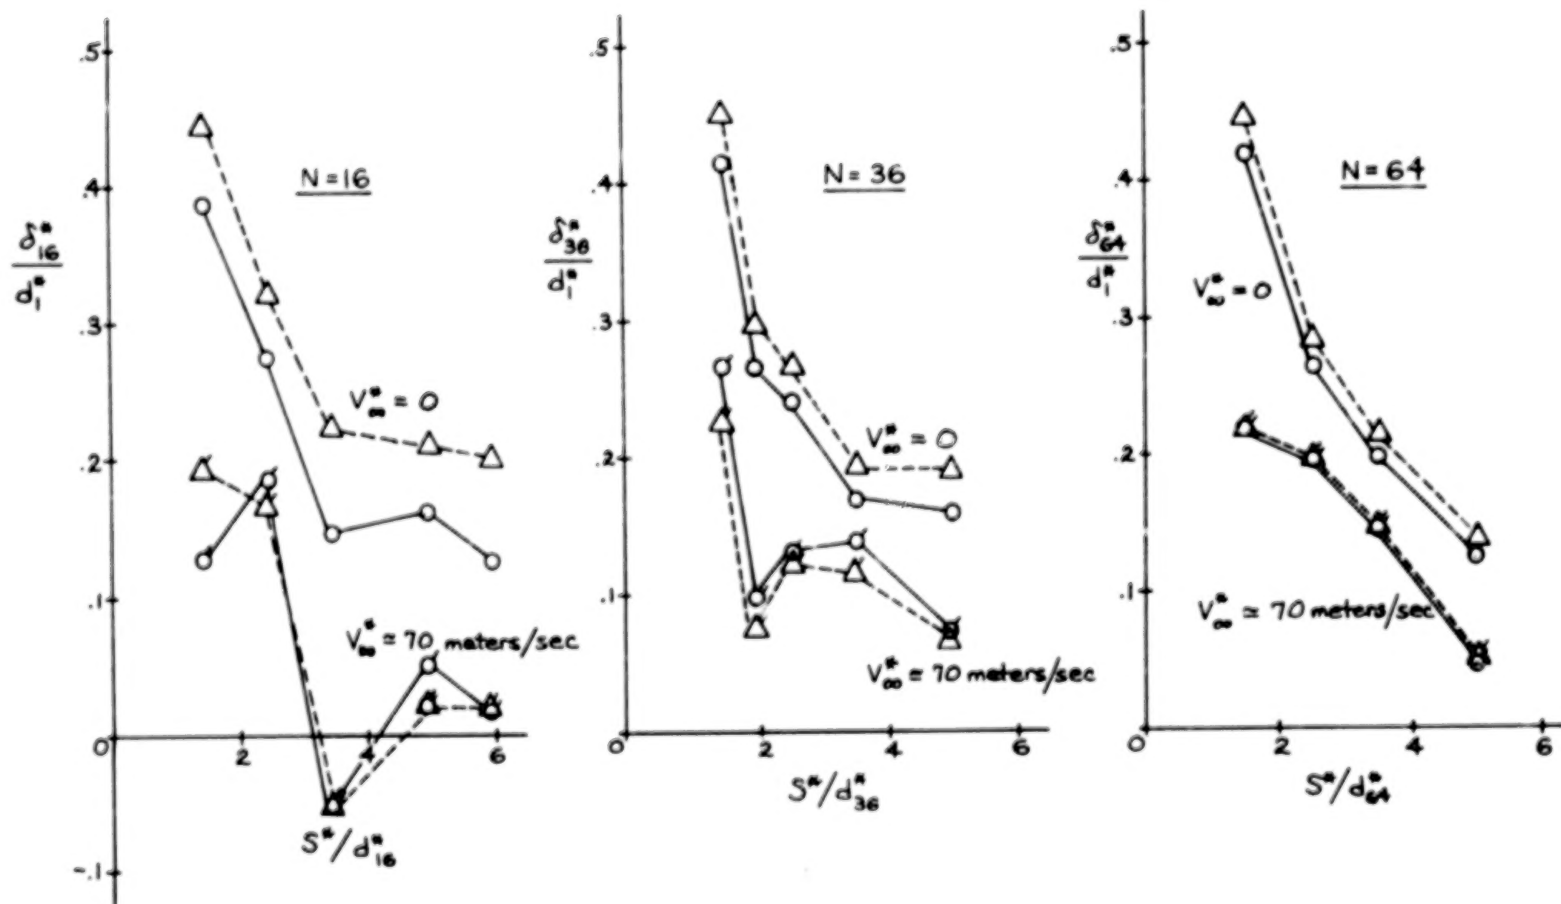 .5
.4
.3
.2
.1
0
-.1
2
4
6
δ*16
d*1
N=16
V*∞ = 0
V*∞ ≃ 70 meters/sec
S*/d*16
.5
.4
.3
.2
.1
0
2
4
6
δ*36
d*1
N=36
V*∞ = 0
V*∞ ≃ 70 meters/sec
S*/d*36
.5
.4
.3
.2
.1
0
2
4
6
δ*64
d*1
N=64
V*∞ = 0
V*∞ ≃ 70 meters/sec
S*/d*64